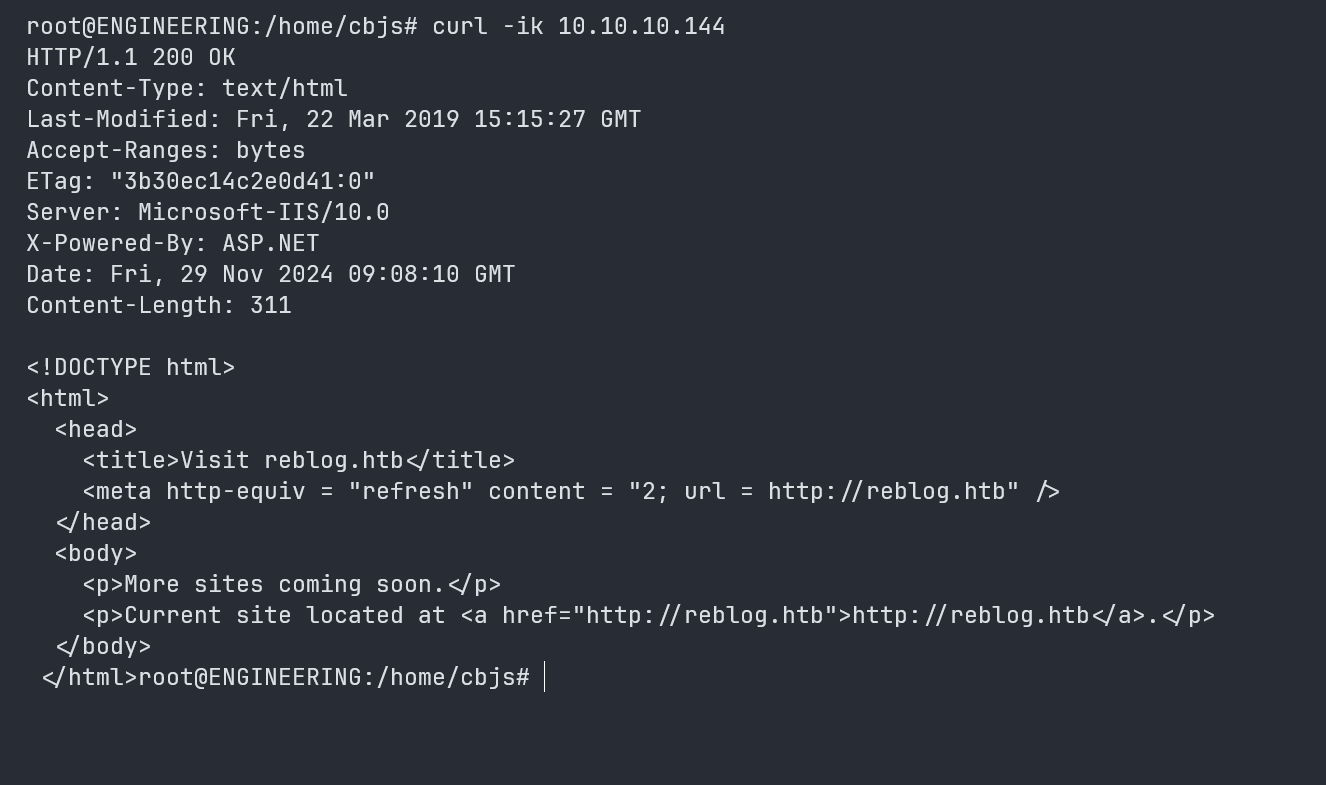 root@ENGINEERING:/home/cbjs# curl -ik 10.10.10.144
HTTP/1.1 200 OK
Content-Type: text/html
Last-Modified: Fri, 22 Mar 2019 15:15:27 GMT
Accept-Ranges: bytes
ETag: "3b30ec14c2e0d41:0"
Server: Microsoft-IIS/10.0
X-Powered-By: ASP.NET
Date: Fri, 29 Nov 2024 09:08:10 GMT
Content-Length: 311

<!DOCTYPE html>
<html>
  <head>
    <title>Visit reblog.htb</title>
    <meta http-equiv = "refresh" content = "2; url = http://reblog.htb" />
  </head>
  <body>
    <p>More sites coming soon.</p>
    <p>Current site located at <a href="http://reblog.htb">http://reblog.htb</a>.</p>
  </body>
 </html>root@ENGINEERING:/home/cbjs#